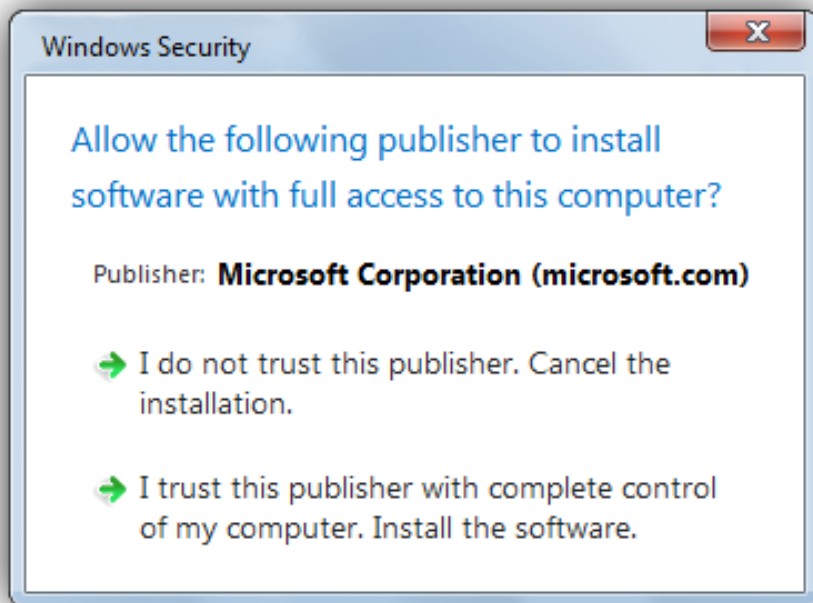 Windows Security
Allow the following publisher to install
software with full access to this computer?
Publisher: Microsoft Corporation (microsoft.com)
I do not trust this publisher. Cancel the
installation.
I trust this publisher with complete control
of my computer. Install the software.